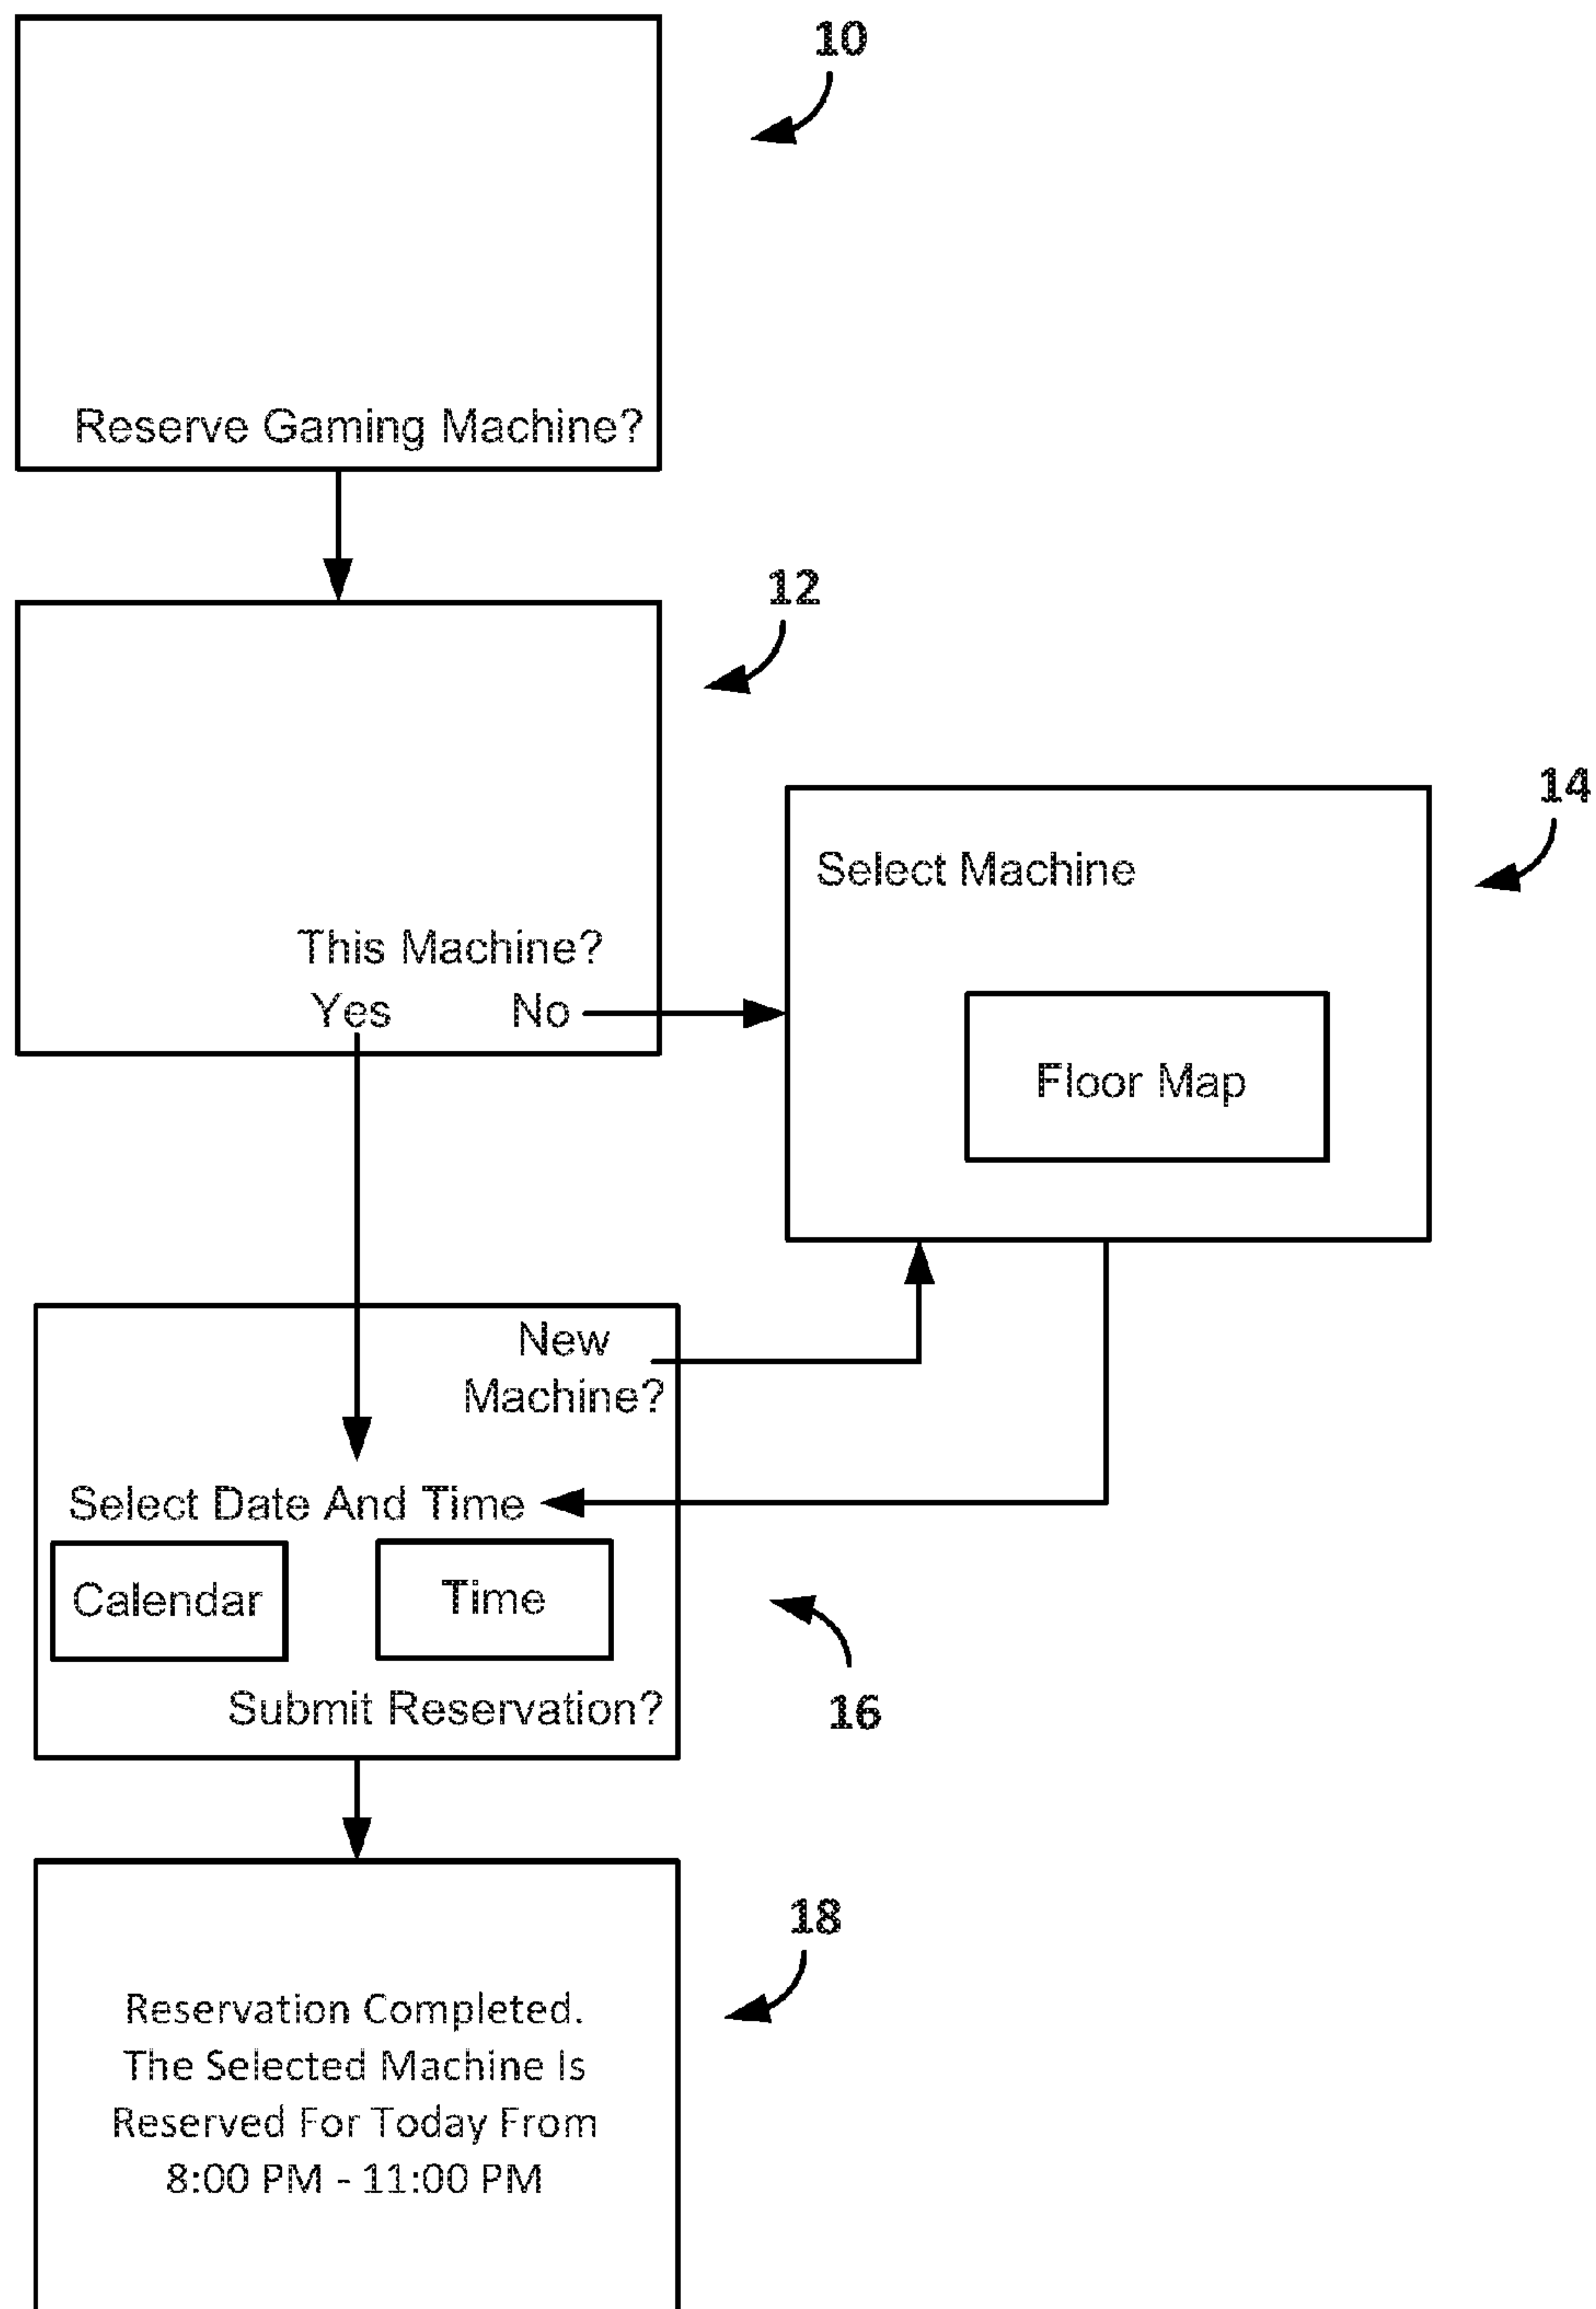 10
Reserve Gaming Machine?
12
This Machine?
Yes No
14
Select Machine
Floor Map
New
Machine?
Select Date And Time
Calendar Time
Submit Reservation?
16
18
Reservation Completed.
The Selected Machine Is
Reserved For Today From
8:00 PM - 11:00 PM